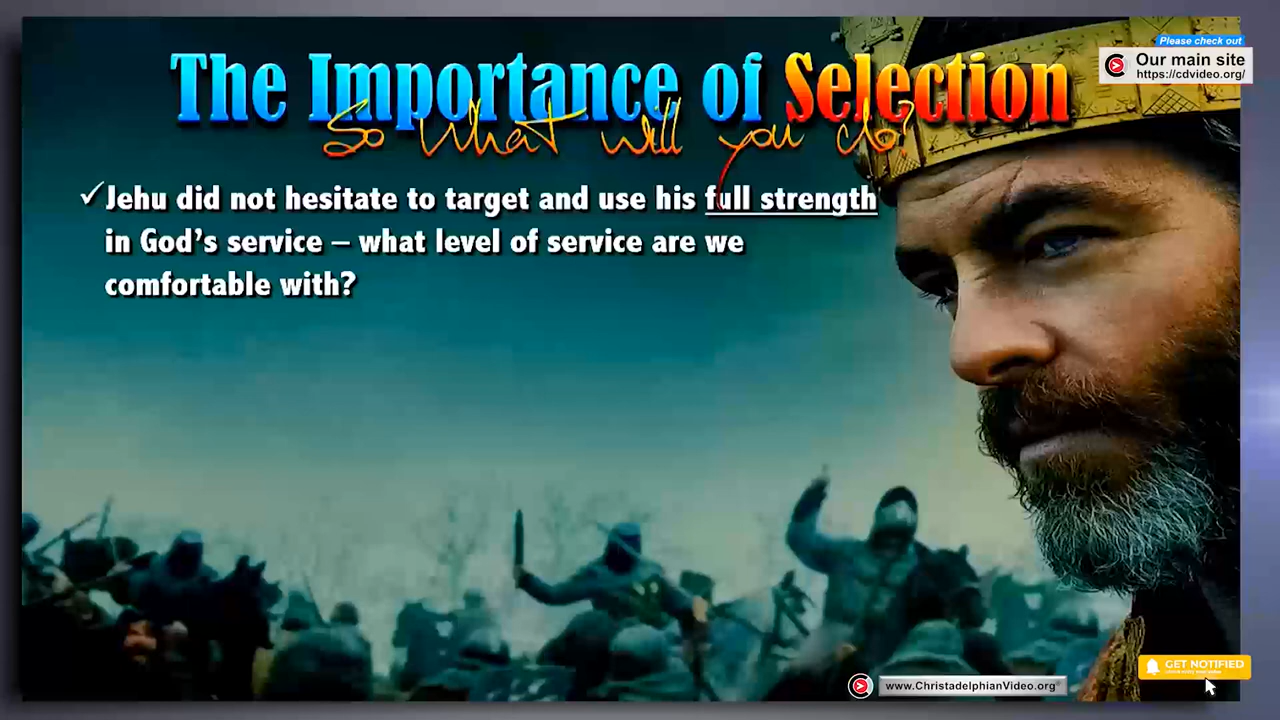 Please check out
Our main site
https://cdvideo.org/
The Importance of Selection
So What will you do?
✓Jehu did not hesitate to target and use his full strength
in God's service – what level of service are we
comfortable with?
GET NOTIFIED
www.ChristadelphianVideo.org